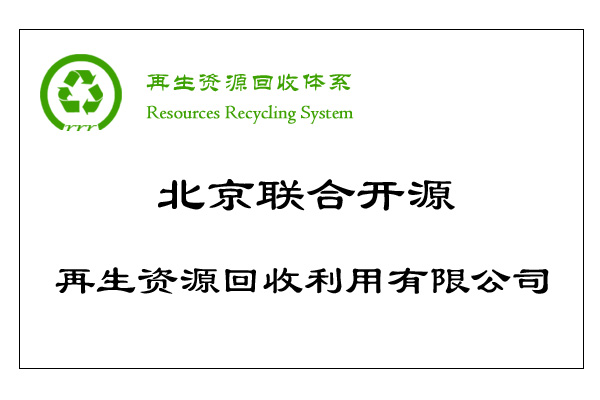 再生资源回收体系
Resources Recycling System
rrr
北京联合开源
再生资源回收利用有限公司